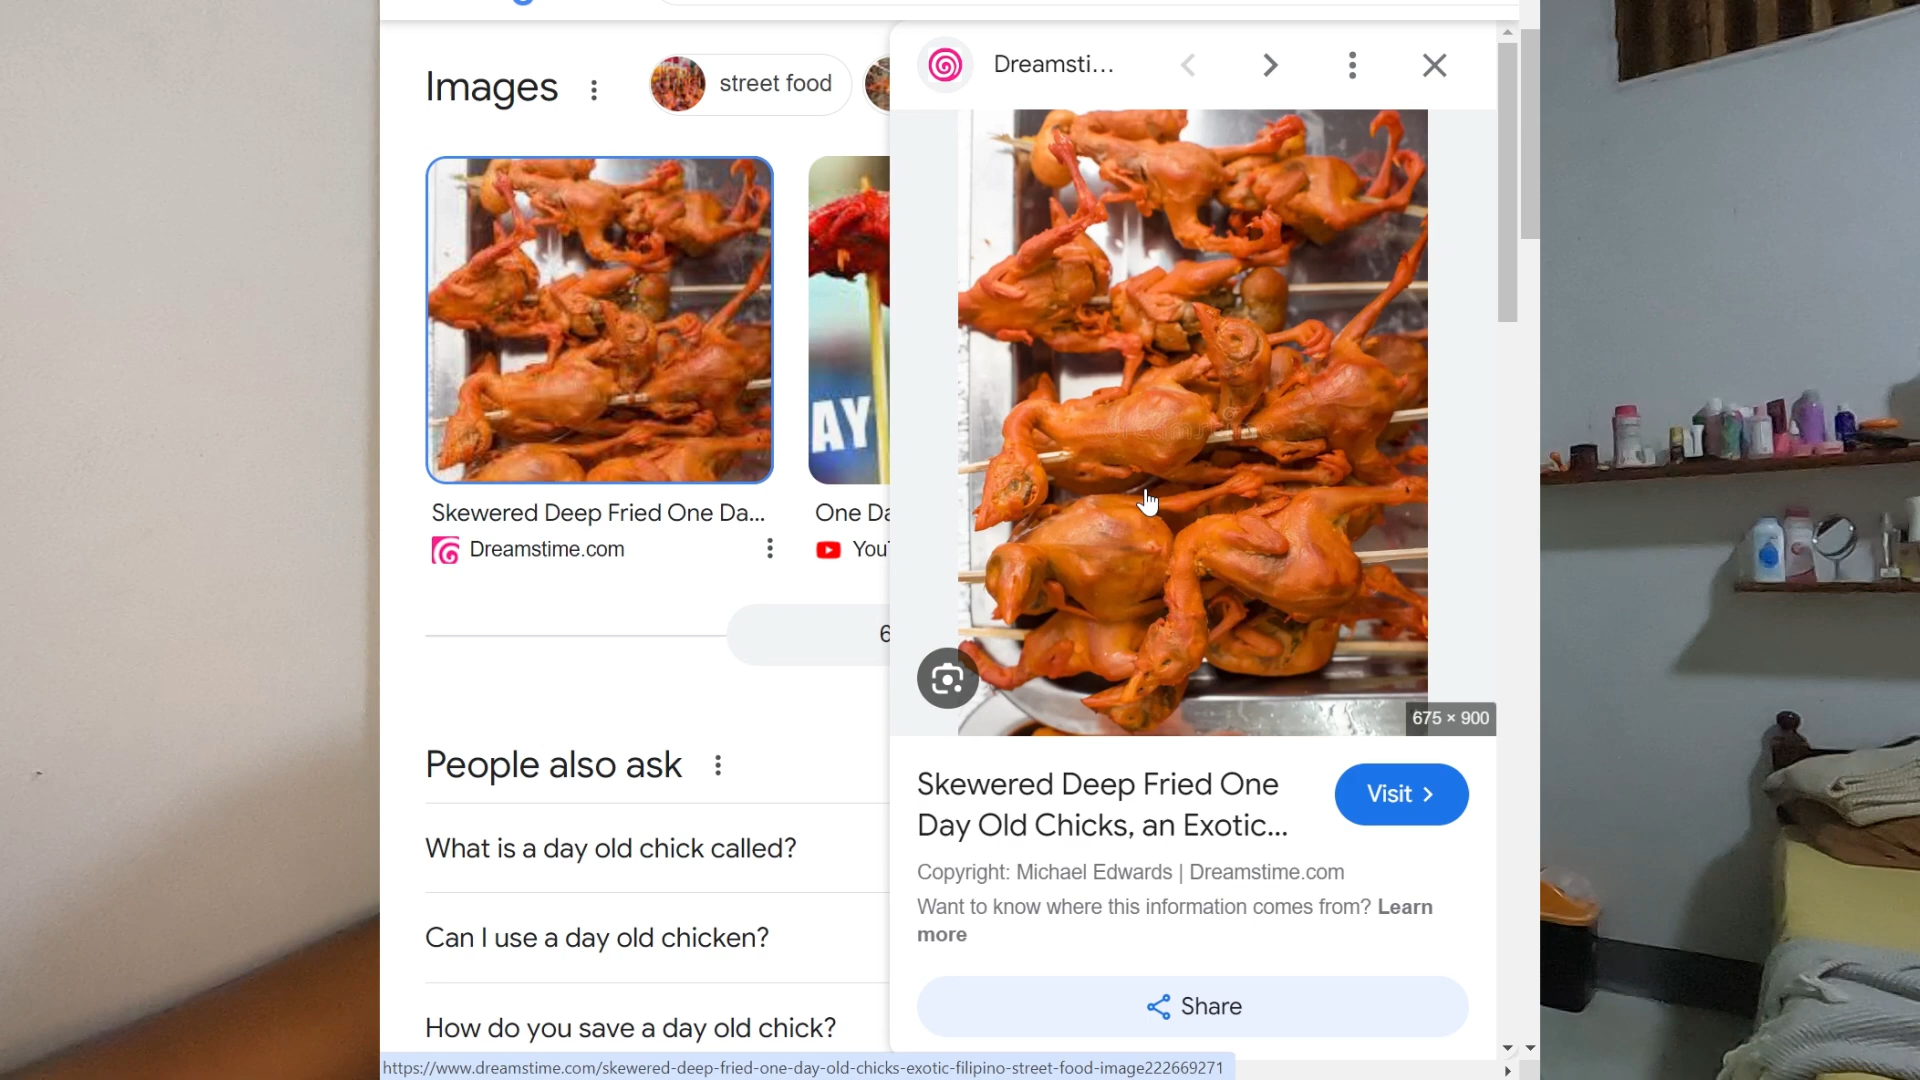 Images
street food
Skewered Deep Fried One Da...
Dreamstime.com
AY
One Da
YouT
6
People also ask
What is a day old chick called?
Can I use a day old chicken?
How do you save a day old chick?
Dreamsti...
dreamstime
675 × 900
Skewered Deep Fried One
Day Old Chicks, an Exotic...
Visit
Copyright: Michael Edwards | Dreamstime.com
Want to know where this information comes from? Learn
more
Share
https://www.dreamstime.com/skewered-deep-fried-one-day-old-chicks-exotic-filipino-street-food-image222669271